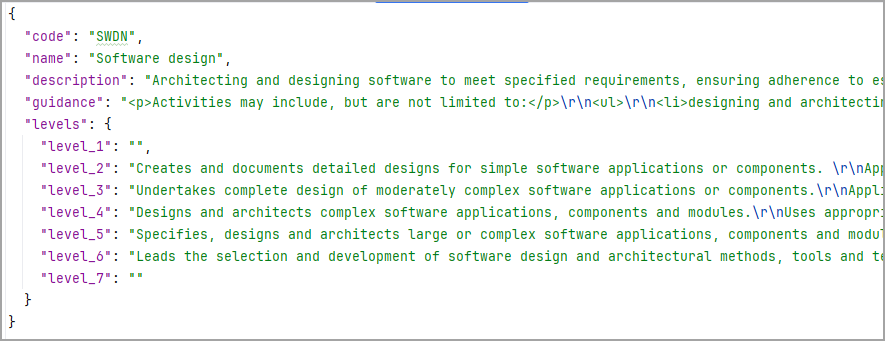 {
  "code": "SWDN",
  "name": "Software design",
  "description": "Architecting and designing software to meet specified requirements, ensuring adherence to es
  "guidance": "<p>Activities may include, but are not limited to:</p>\r\n<ul>\r\n<li>designing and architectin
  "levels": {
    "level_1": "",
    "level_2": "Creates and documents detailed designs for simple software applications or components. \r\nApp
    "level_3": "Undertakes complete design of moderately complex software applications or components.\r\nAppli
    "level_4": "Designs and architects complex software applications, components and modules.\r\nUses appropri
    "level_5": "Specifies, designs and architects large or complex software applications, components and modul
    "level_6": "Leads the selection and development of software design and architectural methods, tools and te
    "level_7": ""
  }
}